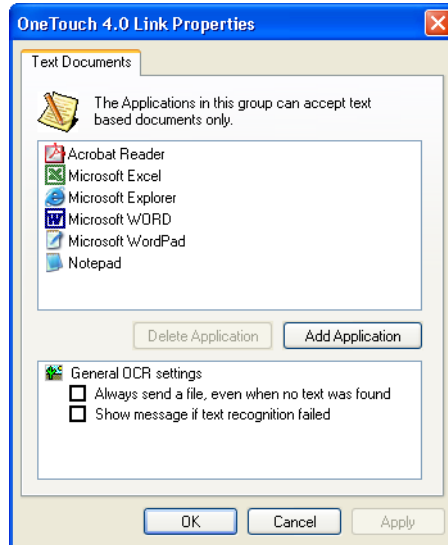 OneTouch 4.0 Link Properties
Text Documents
The Applications in this group can accept text
based documents only.
Acrobat Reader
Microsoft Excel
Microsoft Explorer
Microsoft WORD
Microsoft WordPad
Notepad
Delete Application
Add Application
General OCR settings
Always send a file, even when no text was found
Show message if text recognition failed
OK
Cancel
Apply